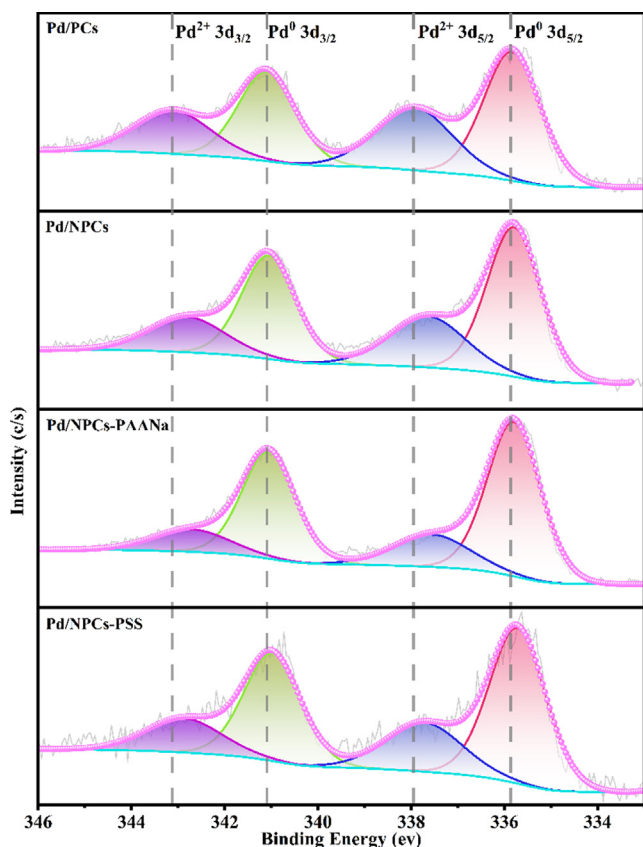 Pd/PCs
Pd²⁺ 3d₃/₂ Pd⁰ 3d₃/₂ Pd²⁺ 3d₅/₂ Pd⁰ 3d₅/₂
Pd/NPCs
Pd/NPCs-PAANa
Pd/NPCs-PSS
Intensity (c/s)
346 344 342 340 338 336 334
Binding Energy (ev)